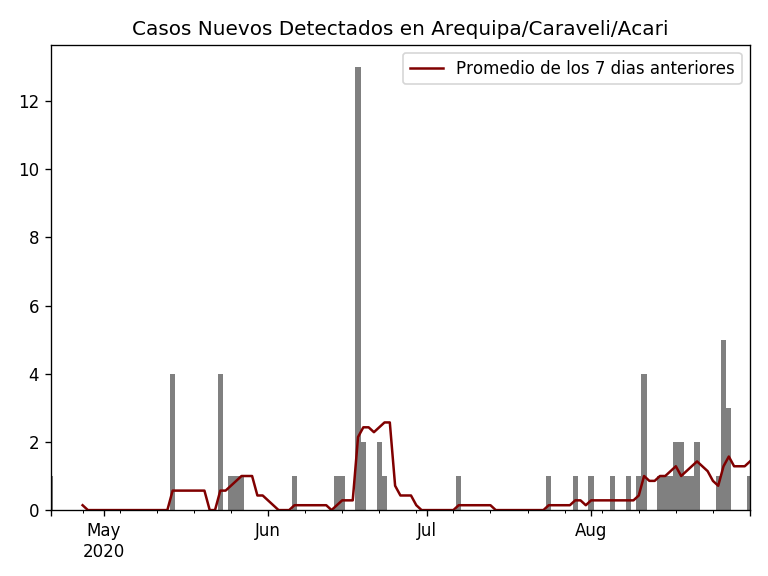 Casos Nuevos Detectados en Arequipa/Caraveli/Acari
Promedio de los 7 dias anteriores
12
10
8
6
4
2
0
May Jun Jul Aug
2020